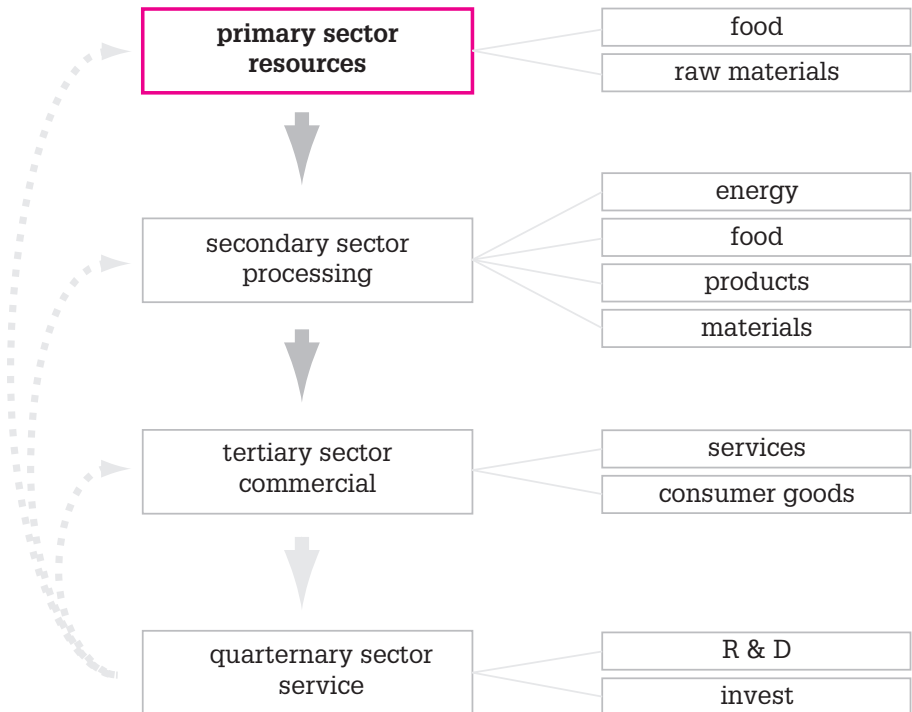 primary sector
resources
food
raw materials
secondary sector
processing
energy
food
products
materials
tertiary sector
commercial
services
consumer goods
quarternary sector
service
R & D
invest